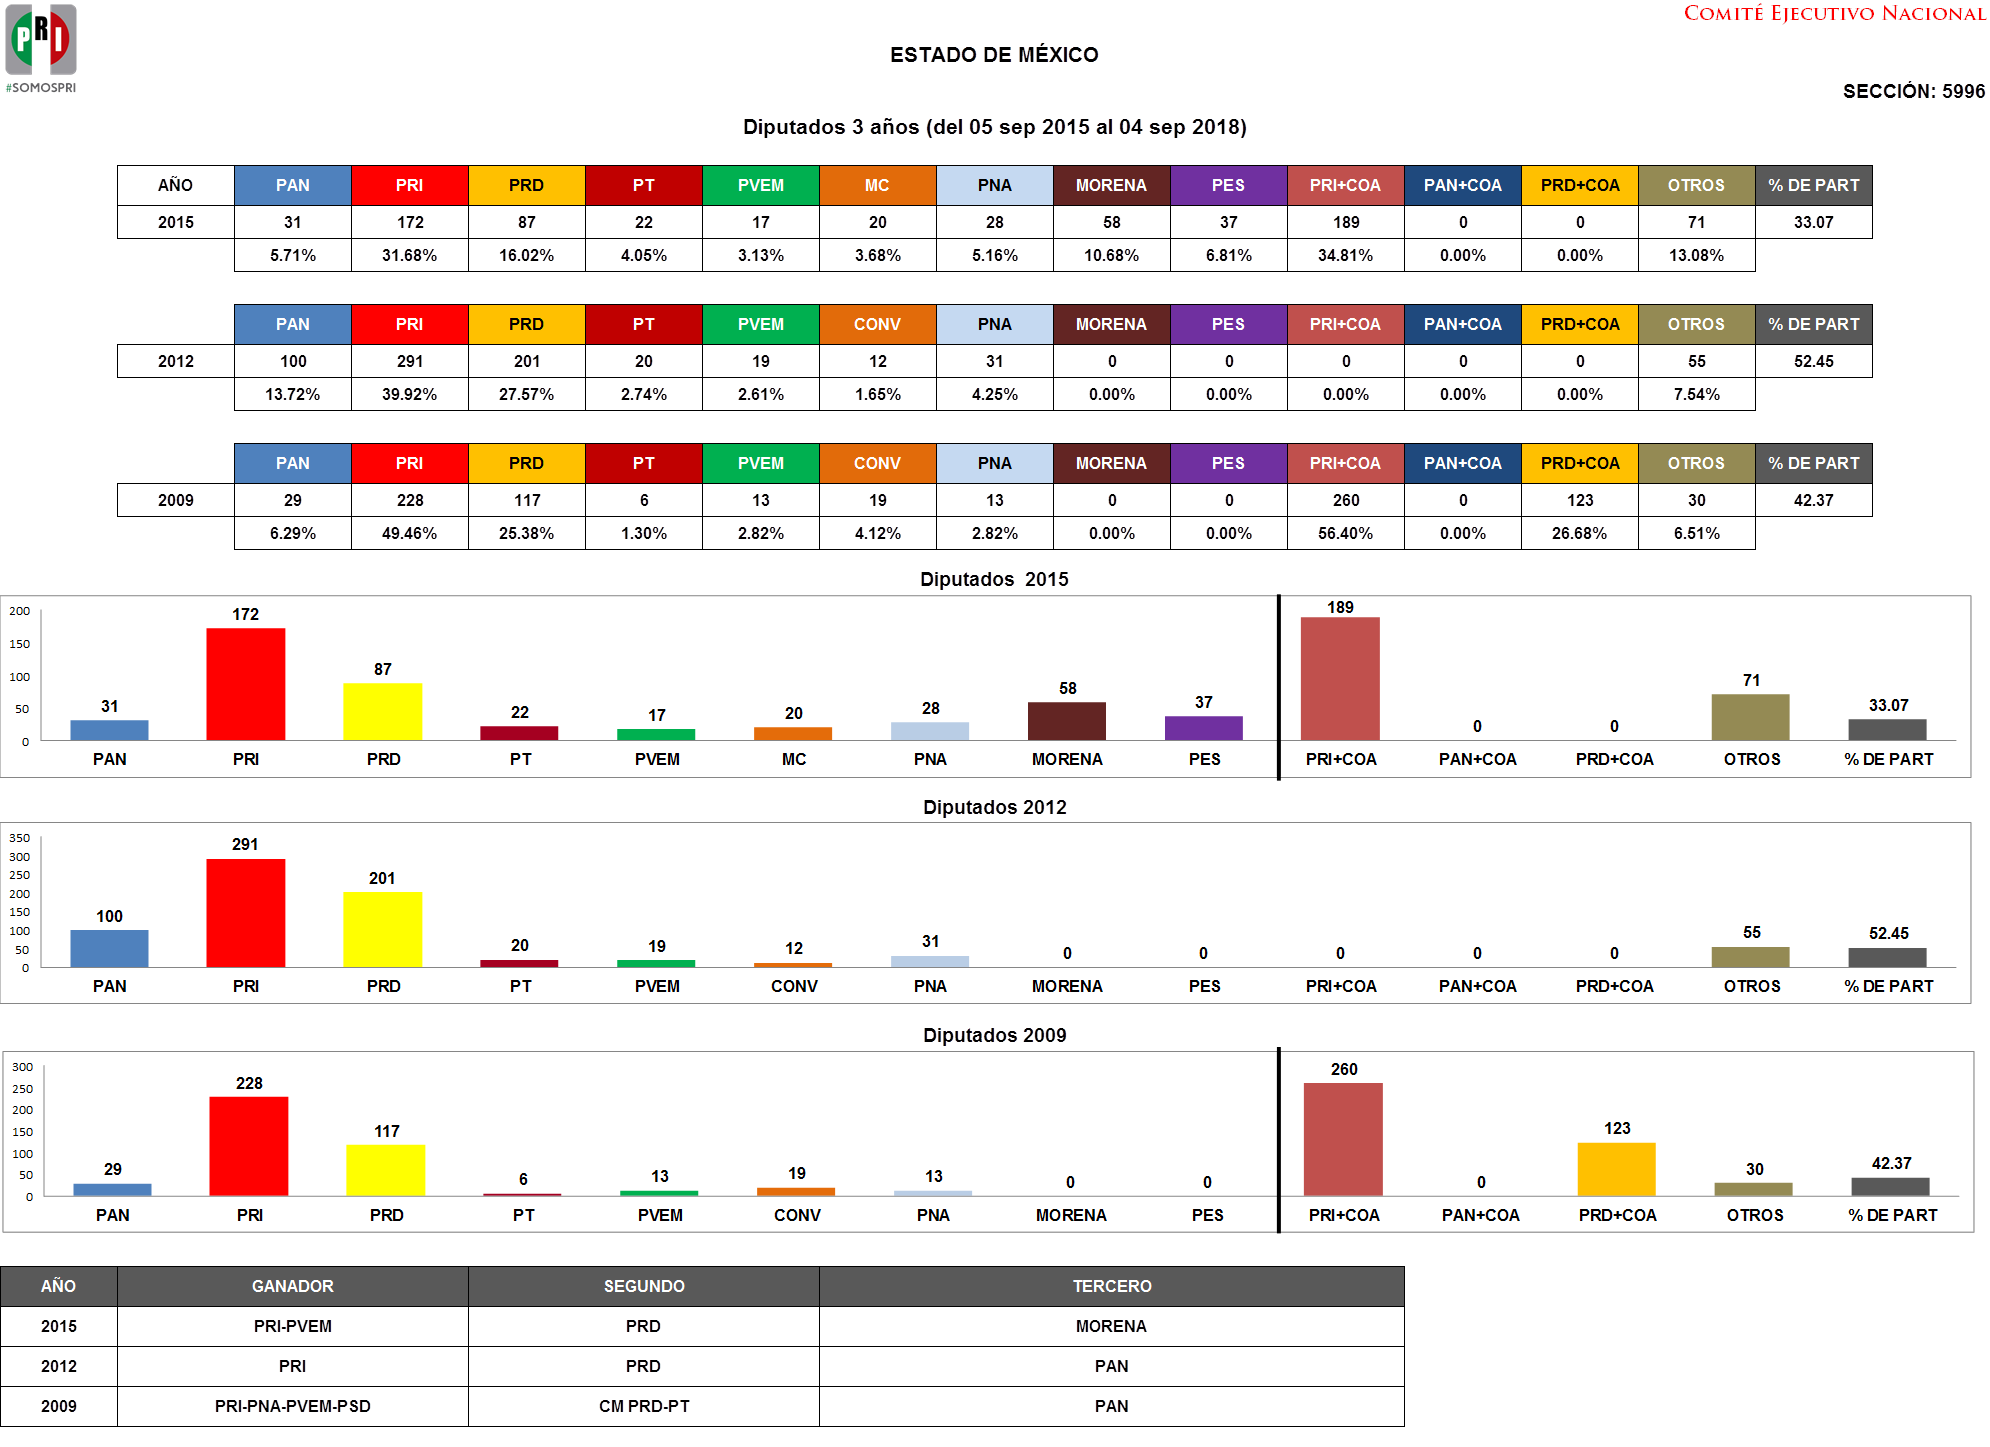 PRI
#SOMOSPRI
COMITÉ EJECUTIVO NACIONAL
ESTADO DE MÉXICO
SECCIÓN: 5996
Diputados 3 años (del 05 sep 2015 al 04 sep 2018)
AÑO PAN PRI PRD PT PVEM MC PNA MORENA PES PRI+COA PAN+COA PRD+COA OTROS % DE PART
2015 31 172 87 22 17 20 28 58 37 189 0 0 71 33.07
5.71% 31.68% 16.02% 4.05% 3.13% 3.68% 5.16% 10.68% 6.81% 34.81% 0.00% 0.00% 13.08%
PAN PRI PRD PT PVEM CONV PNA MORENA PES PRI+COA PAN+COA PRD+COA OTROS % DE PART
2012 100 291 201 20 19 12 31 0 0 0 0 0 55 52.45
13.72% 39.92% 27.57% 2.74% 2.61% 1.65% 4.25% 0.00% 0.00% 0.00% 0.00% 0.00% 7.54%
PAN PRI PRD PT PVEM CONV PNA MORENA PES PRI+COA PAN+COA PRD+COA OTROS % DE PART
2009 29 228 117 6 13 19 13 0 0 260 0 123 30 42.37
6.29% 49.46% 25.38% 1.30% 2.82% 4.12% 2.82% 0.00% 0.00% 56.40% 0.00% 26.68% 6.51%
Diputados 2015
200
150
100
50
0
31 172 87 22 17 20 28 58 37 189 0 0 71 33.07
PAN PRI PRD PT PVEM MC PNA MORENA PES PRI+COA PAN+COA PRD+COA OTROS % DE PART
Diputados 2012
350
300
250
200
150
100
50
0
100 291 201 20 19 12 31 0 0 0 0 0 55 52.45
PAN PRI PRD PT PVEM CONV PNA MORENA PES PRI+COA PAN+COA PRD+COA OTROS % DE PART
Diputados 2009
300
250
200
150
100
50
0
29 228 117 6 13 19 13 0 0 260 0 123 30 42.37
PAN PRI PRD PT PVEM CONV PNA MORENA PES PRI+COA PAN+COA PRD+COA OTROS % DE PART
AÑO GANADOR SEGUNDO TERCERO
2015 PRI-PVEM PRD MORENA
2012 PRI PRD PAN
2009 PRI-PNA-PVEM-PSD CM PRD-PT PAN